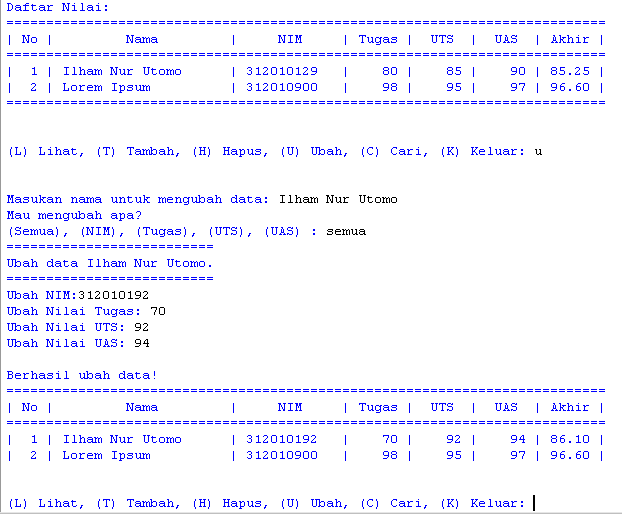 Daftar Nilai:
===========================================================================
| No |         Nama         |     NIM     | Tugas |  UTS  |  UAS  | Akhir |
===========================================================================
|  1 | Ilham Nur Utomo      | 312010129   |    80 |    85 |    90 | 85.25 |
|  2 | Lorem Ipsum          | 312010900   |    98 |    95 |    97 | 96.60 |
===========================================================================
(L) Lihat, (T) Tambah, (H) Hapus, (U) Ubah, (C) Cari, (K) Keluar: u
Masukan nama untuk mengubah data: Ilham Nur Utomo
Mau mengubah apa?
(Semua), (NIM), (Tugas), (UTS), (UAS) : semua
==========================
Ubah data Ilham Nur Utomo.
==========================
Ubah NIM:312010192
Ubah Nilai Tugas: 70
Ubah Nilai UTS: 92
Ubah Nilai UAS: 94
Berhasil ubah data!
===========================================================================
| No |         Nama         |     NIM     | Tugas |  UTS  |  UAS  | Akhir |
===========================================================================
|  1 | Ilham Nur Utomo      | 312010192   |    70 |    92 |    94 | 86.10 |
|  2 | Lorem Ipsum          | 312010900   |    98 |    95 |    97 | 96.60 |
===========================================================================
(L) Lihat, (T) Tambah, (H) Hapus, (U) Ubah, (C) Cari, (K) Keluar: